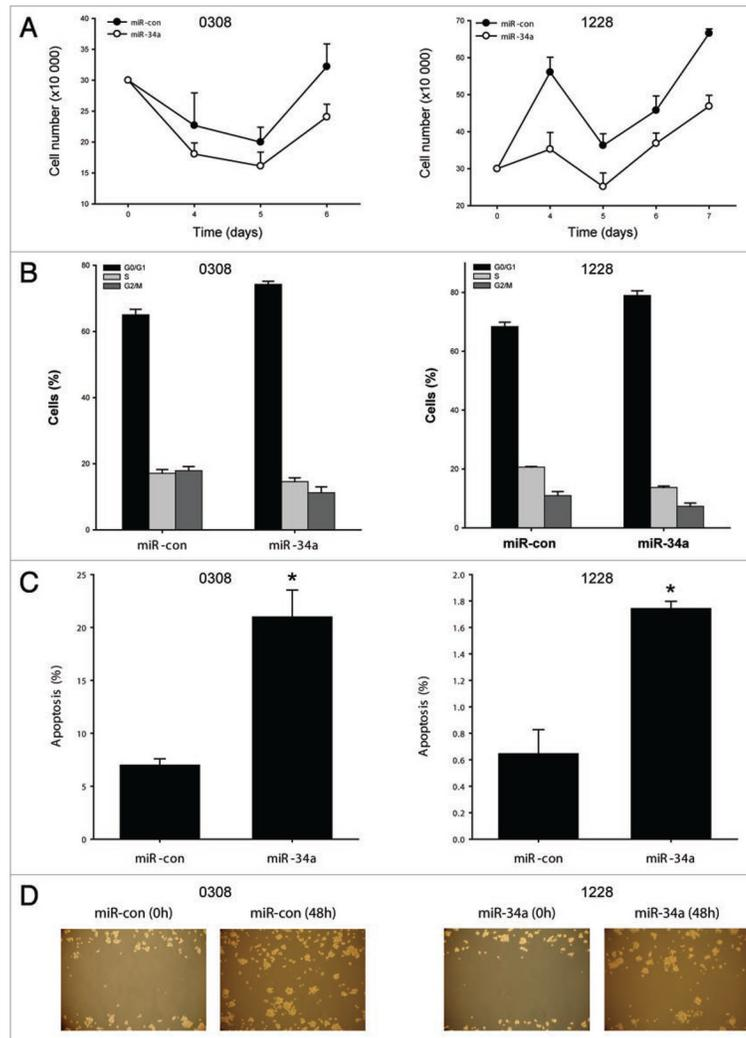 A
0308
miR-con
miR-34a
Cell number (x10 000)
40
35
30
25
20
15
10
0 4 5 6
Time (days)
1228
miR-con
miR-34a
Cell number (x10 000)
70
60
50
40
30
20
0 4 5 6 7
Time (days)
B
0308
G0/G1
S
G2/M
Cells (%)
80
60
40
20
0
miR-con miR-34a
1228
G0/G1
S
G2/M
Cells (%)
80
60
40
20
0
miR-con miR-34a
C
0308
*
Apoptosis (%)
25
20
15
10
5
0
miR-con miR-34a
1228
*
Apoptosis (%)
2.0
1.8
1.6
1.4
1.2
1.0
0.8
0.6
0.4
0.2
0.0
miR-con miR-34a
D
0308
miR-con (0h) miR-con (48h)
1228
miR-34a (0h) miR-34a (48h)